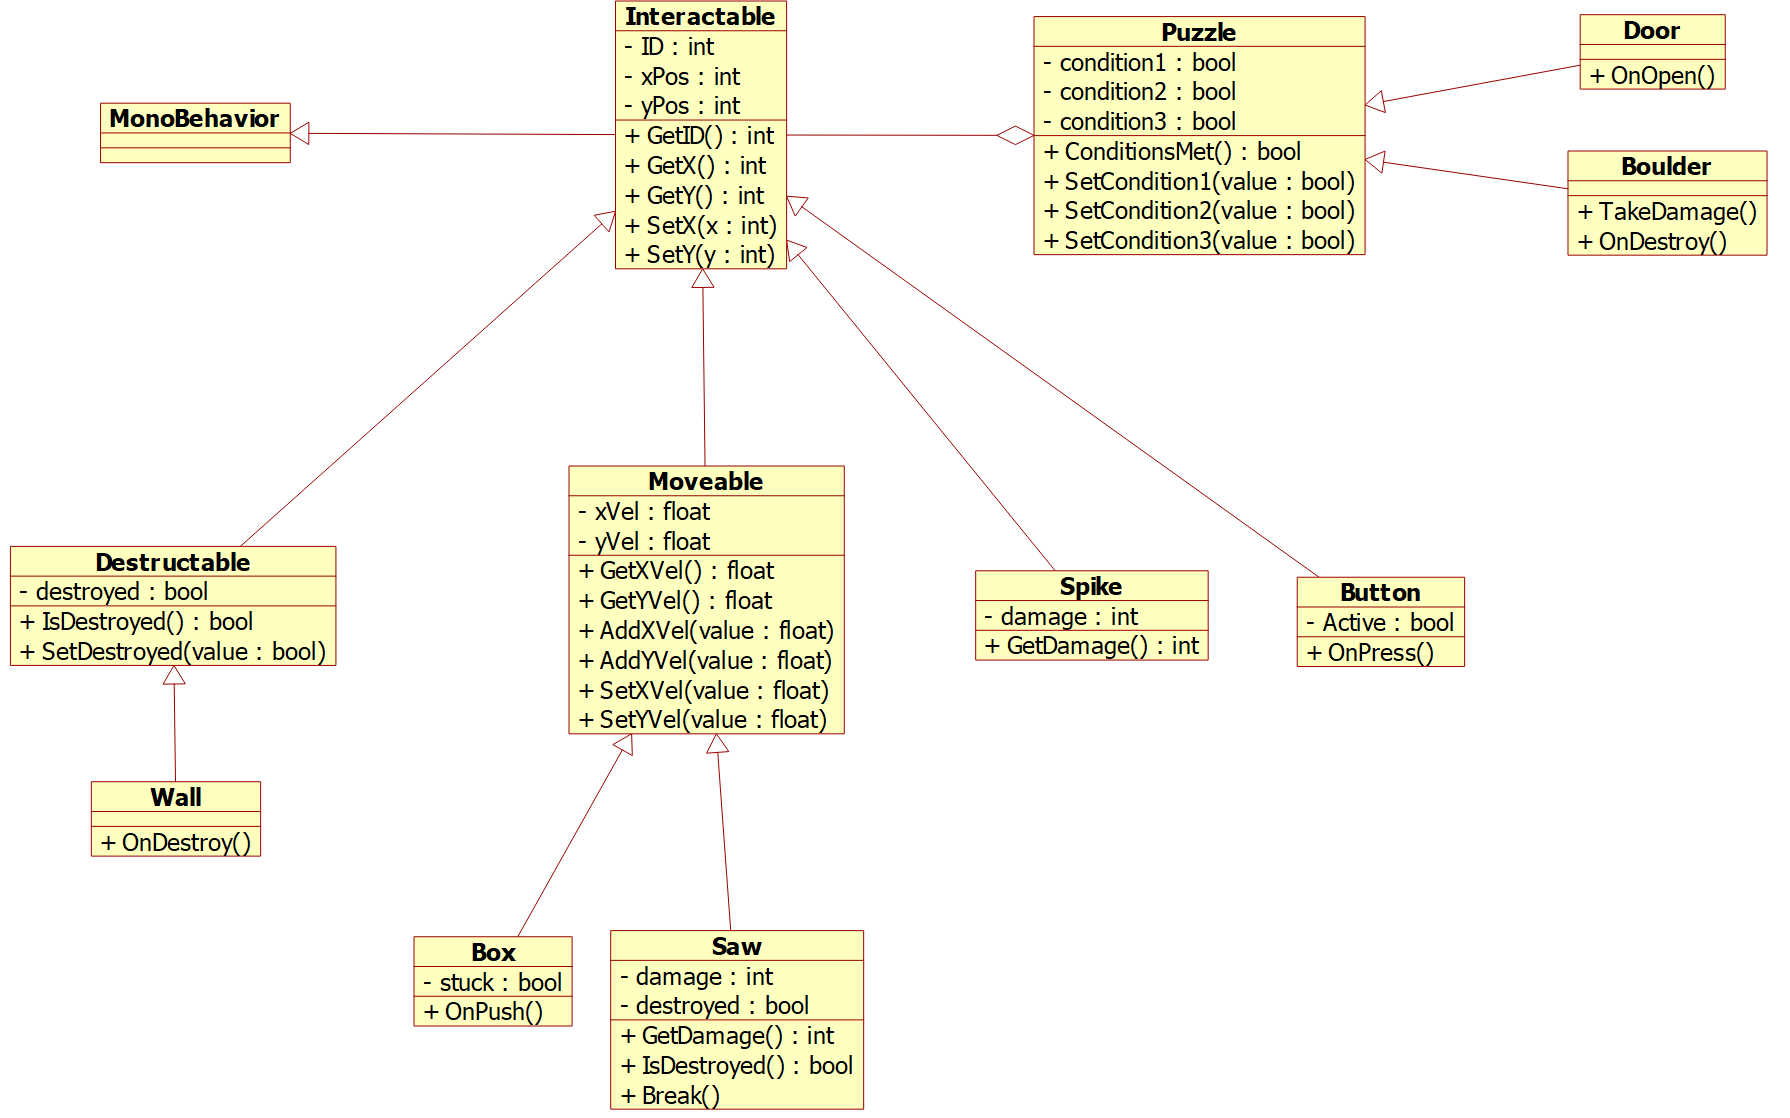 Interactable
- ID : int
- xPos : int
- yPos : int
+ GetID() : int
+ GetX() : int
+ GetY() : int
+ SetX(x : int)
+ SetY(y : int)
Puzzle
- condition1 : bool
- condition2 : bool
- condition3 : bool
+ ConditionsMet() : bool
+ SetCondition1(value : bool)
+ SetCondition2(value : bool)
+ SetCondition3(value : bool)
Door
+ OnOpen()
MonoBehavior
Boulder
+ TakeDamage()
+ OnDestroy()
Moveable
- xVel : float
- yVel : float
+ GetXVel() : float
+ GetYVel() : float
+ AddXVel(value : float)
+ AddYVel(value : float)
+ SetXVel(value : float)
+ SetYVel(value : float)
Destructable
- destroyed : bool
+ IsDestroyed() : bool
+ SetDestroyed(value : bool)
Spike
- damage : int
+ GetDamage() : int
Button
- Active : bool
+ OnPress()
Wall
+ OnDestroy()
Box
- stuck : bool
+ OnPush()
Saw
- damage : int
- destroyed : bool
+ GetDamage() : int
+ IsDestroyed() : bool
+ Break()